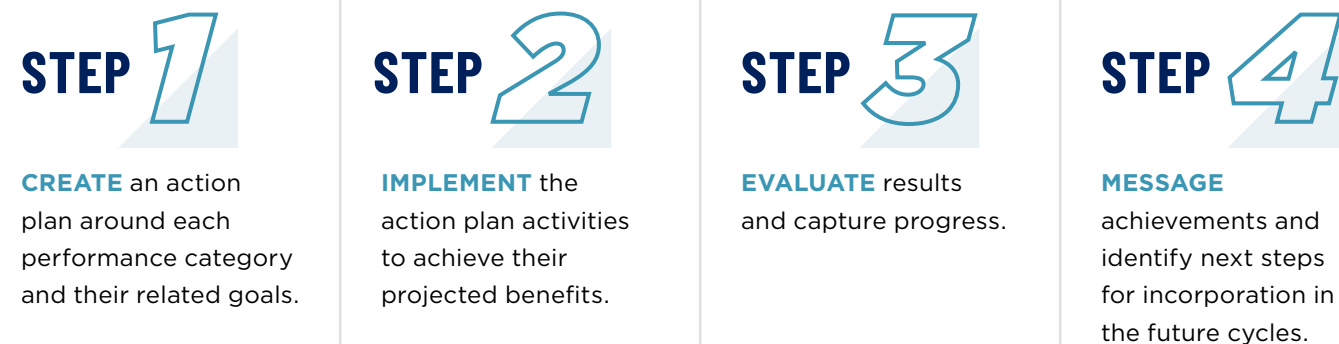 STEP 1
CREATE an action
plan around each
performance category
and their related goals.
STEP 2
IMPLEMENT the
action plan activities
to achieve their
projected benefits.
STEP 3
EVALUATE results
and capture progress.
STEP 4
MESSAGE
achievements and
identify next steps
for incorporation in
the future cycles.